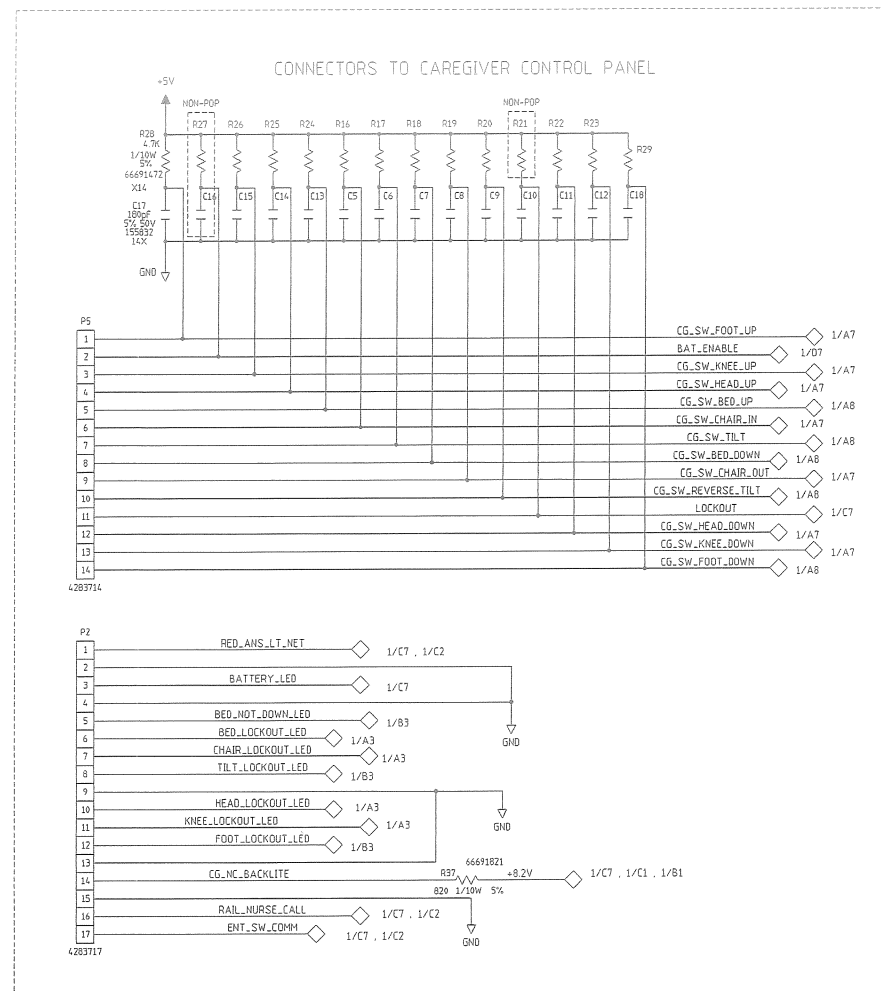 CONNECTORS TO CAREGIVER CONTROL PANEL
+5V
NON-POP
NON-POP
R28
4.7K
1/10W
5%
66691472
X14
R27
R26
R25
R24
R16
R17
R18
R19
R20
R21
R22
R23
R29
C17
180pF
5% 50V
155832
14X
C16
C15
C14
C13
C5
C6
C7
C8
C9
C10
C11
C12
C18
GND
P5
1 CG_SW_FOOT_UP 1/A7
2 BAT_ENABLE 1/D7
3 CG_SW_KNEE_UP 1/A7
4 CG_SW_HEAD_UP 1/A7
5 CG_SW_BED_UP 1/A8
6 CG_SW_CHAIR_IN 1/A7
7 CG_SW_TILT 1/A8
8 CG_SW_BED_DOWN 1/A8
9 CG_SW_CHAIR_OUT 1/A7
10 CG_SW_REVERSE_TILT 1/A8
11 LOCKOUT 1/C7
12 CG_SW_HEAD_DOWN 1/A7
13 CG_SW_KNEE_DOWN 1/A7
14 CG_SW_FOOT_DOWN 1/A8
4283714
P2
1 RED_ANS_LT_NET 1/C7 , 1/C2
2
3 BATTERY_LED 1/C7
4
5 BED_NOT_DOWN_LED 1/B3
GND
6 BED_LOCKOUT_LED 1/A3
7 CHAIR_LOCKOUT_LED 1/A3
8 TILT_LOCKOUT_LED 1/B3
9
10 HEAD_LOCKOUT_LED 1/A3
GND
11 KNEE_LOCKOUT_LED 1/A3
12 FOOT_LOCKOUT_LED 1/B3
13
66691821
14 CG_NC_BACKLITE R37 +8.2V 1/C7 , 1/C1 , 1/B1
820 1/10W 5%
15
16 RAIL_NURSE_CALL 1/C7 , 1/C2
17 ENT_SW_COMM 1/C7 , 1/C2
GND
4283717